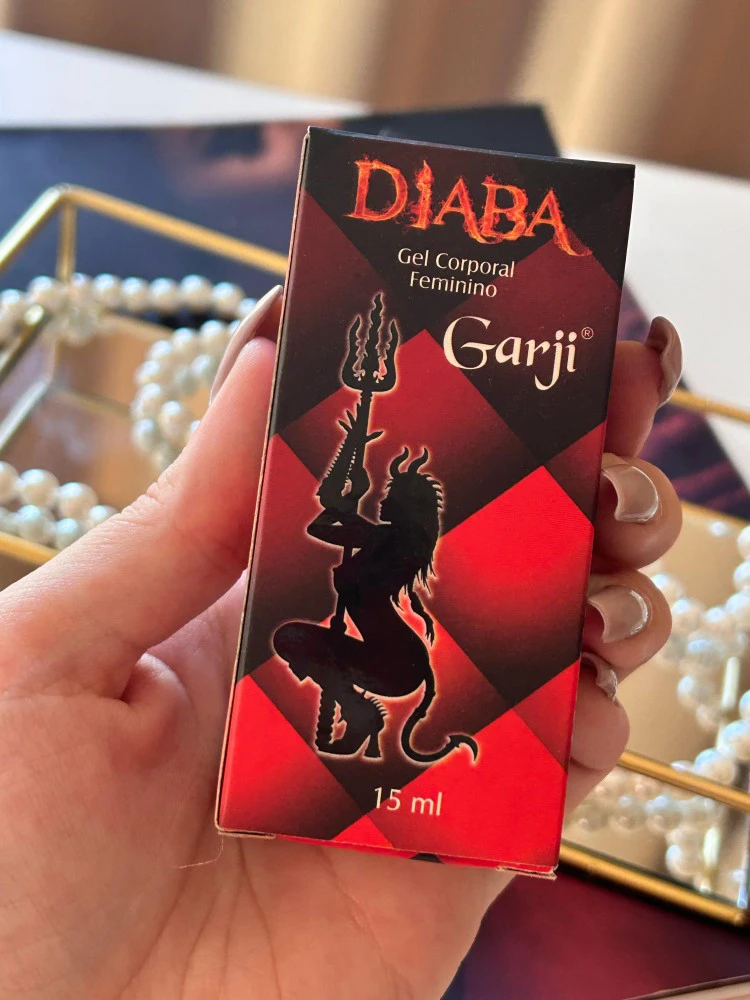 DIABA
Gel Corporal
Feminino
Garji®
15 ml